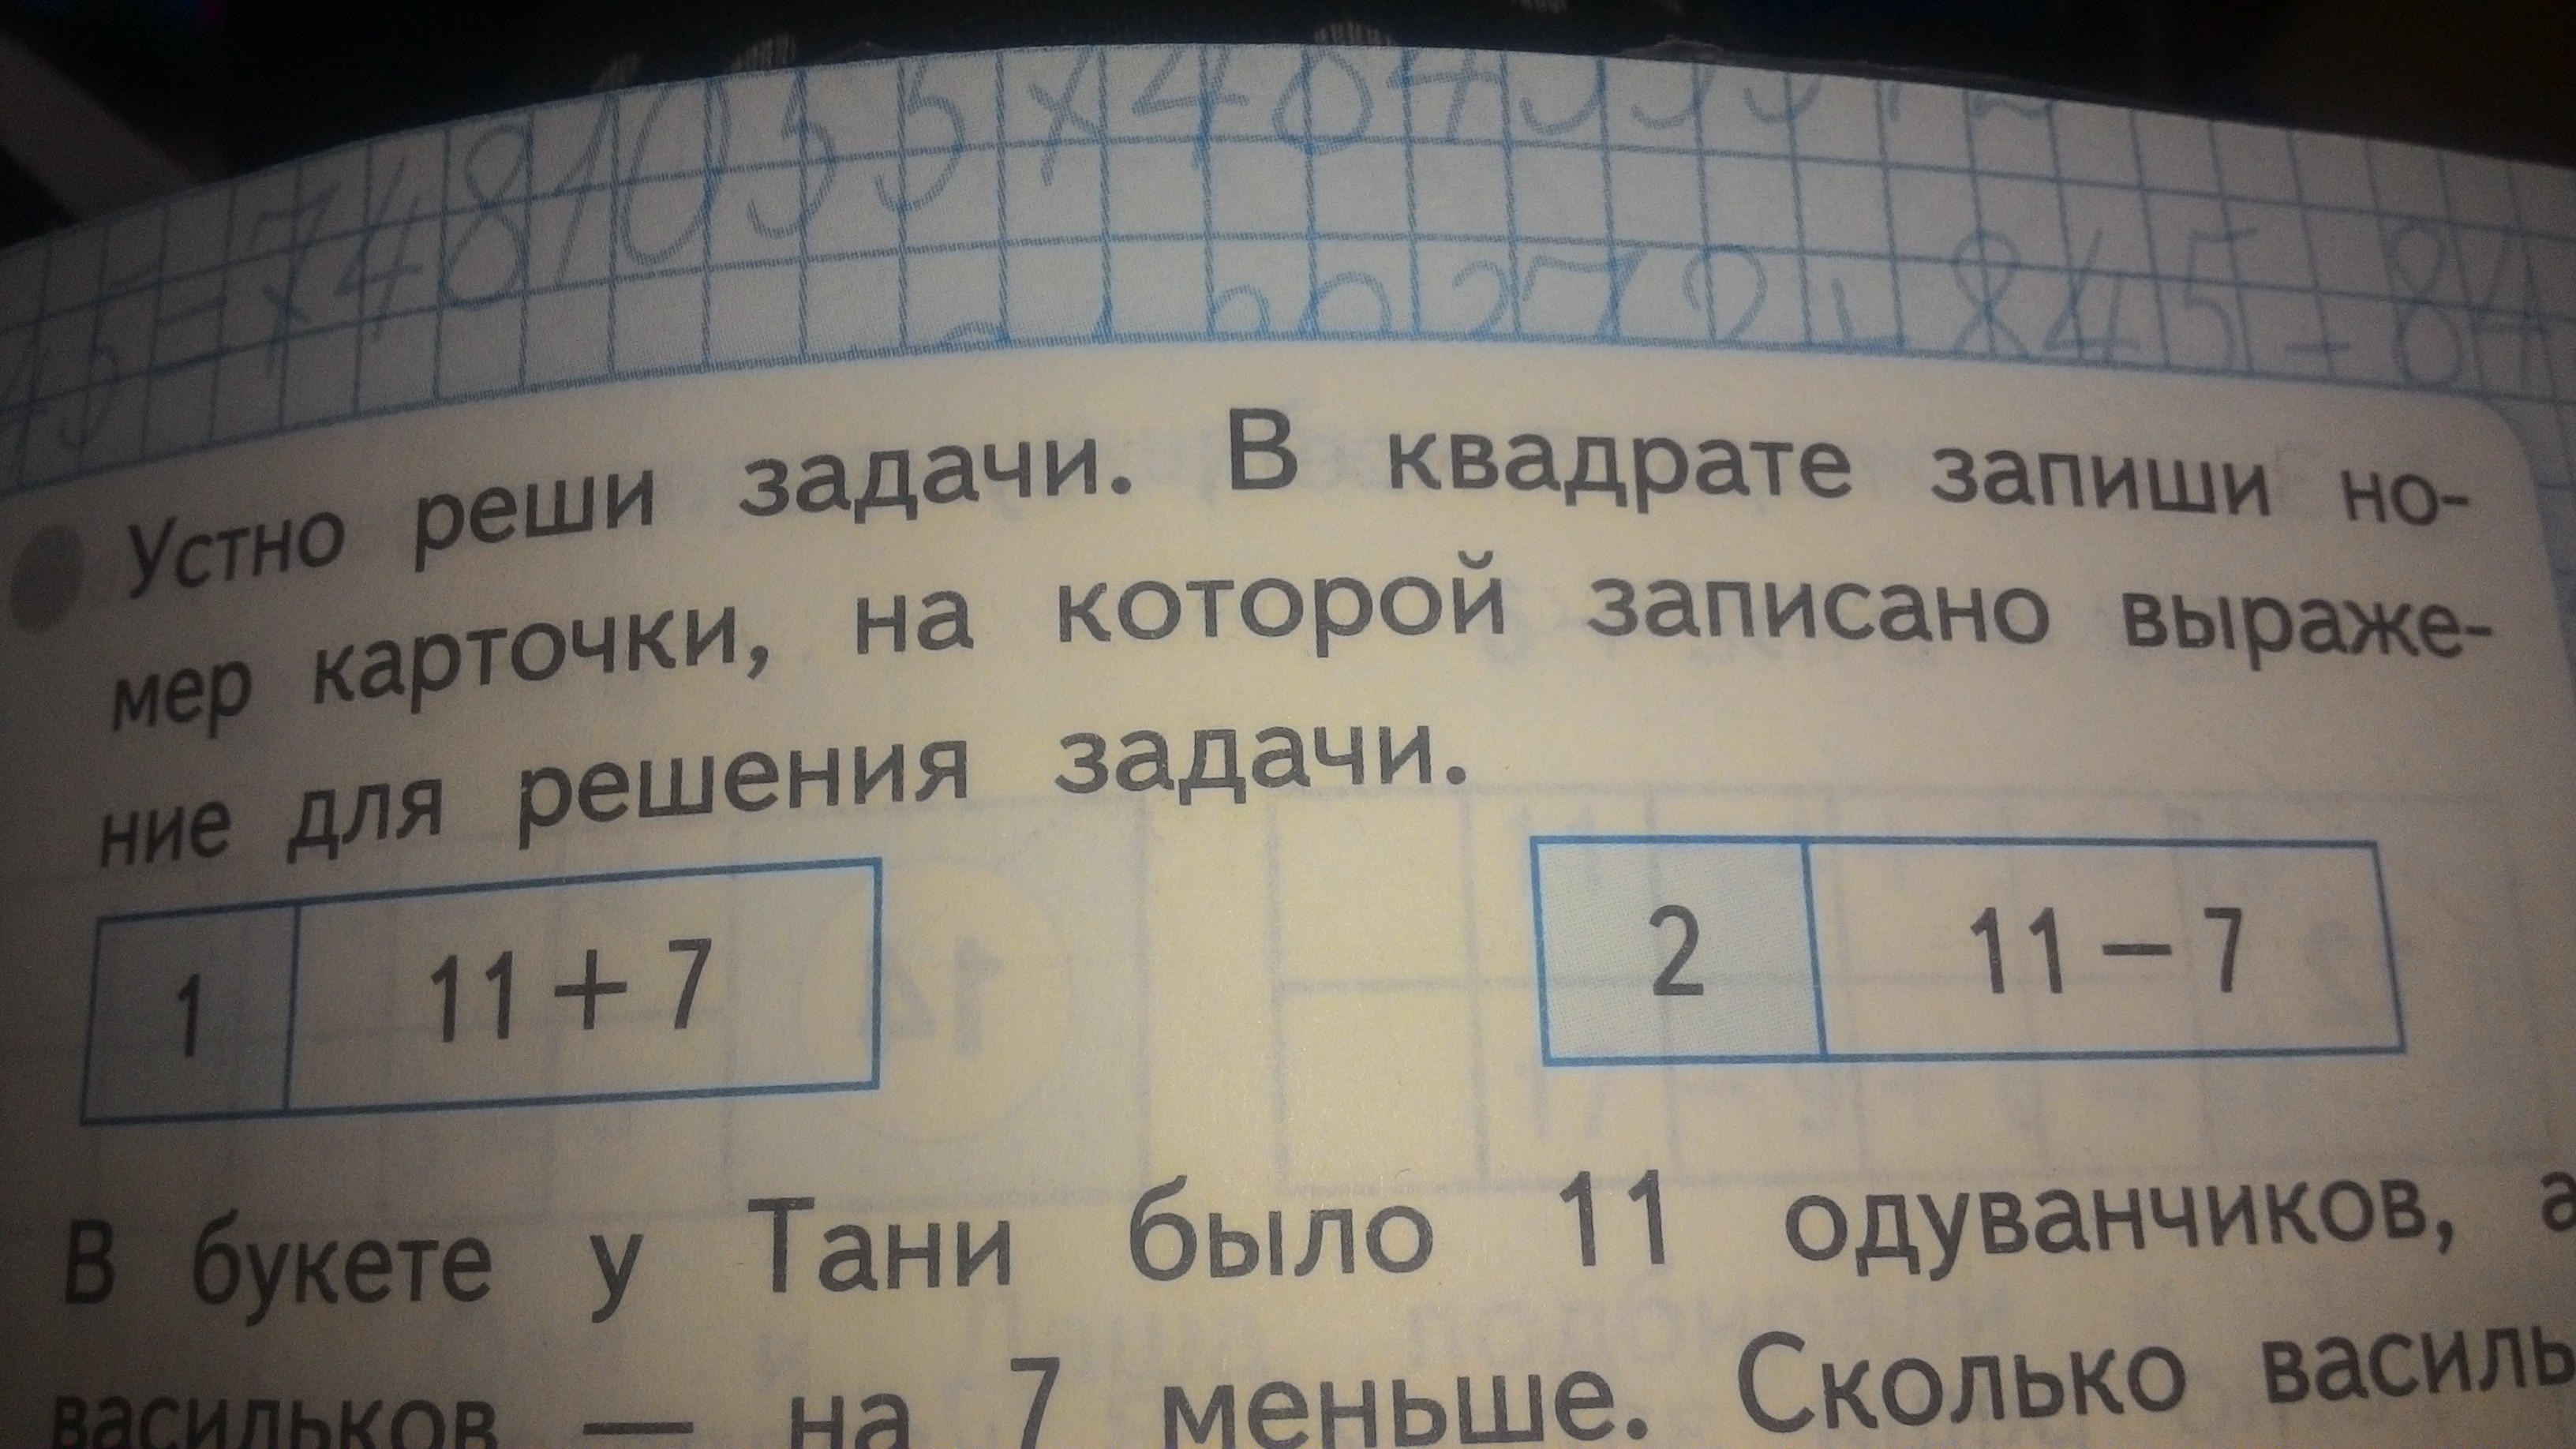 Устно реши задачи. В квадрате запиши но-
мер карточки, на которой записано выраже-
ние для решения задачи.
1 11 + 7
2 11 − 7
В букете у Тани было 11 одуванчиков, а
васильков — на 7 меньше. Сколько василь